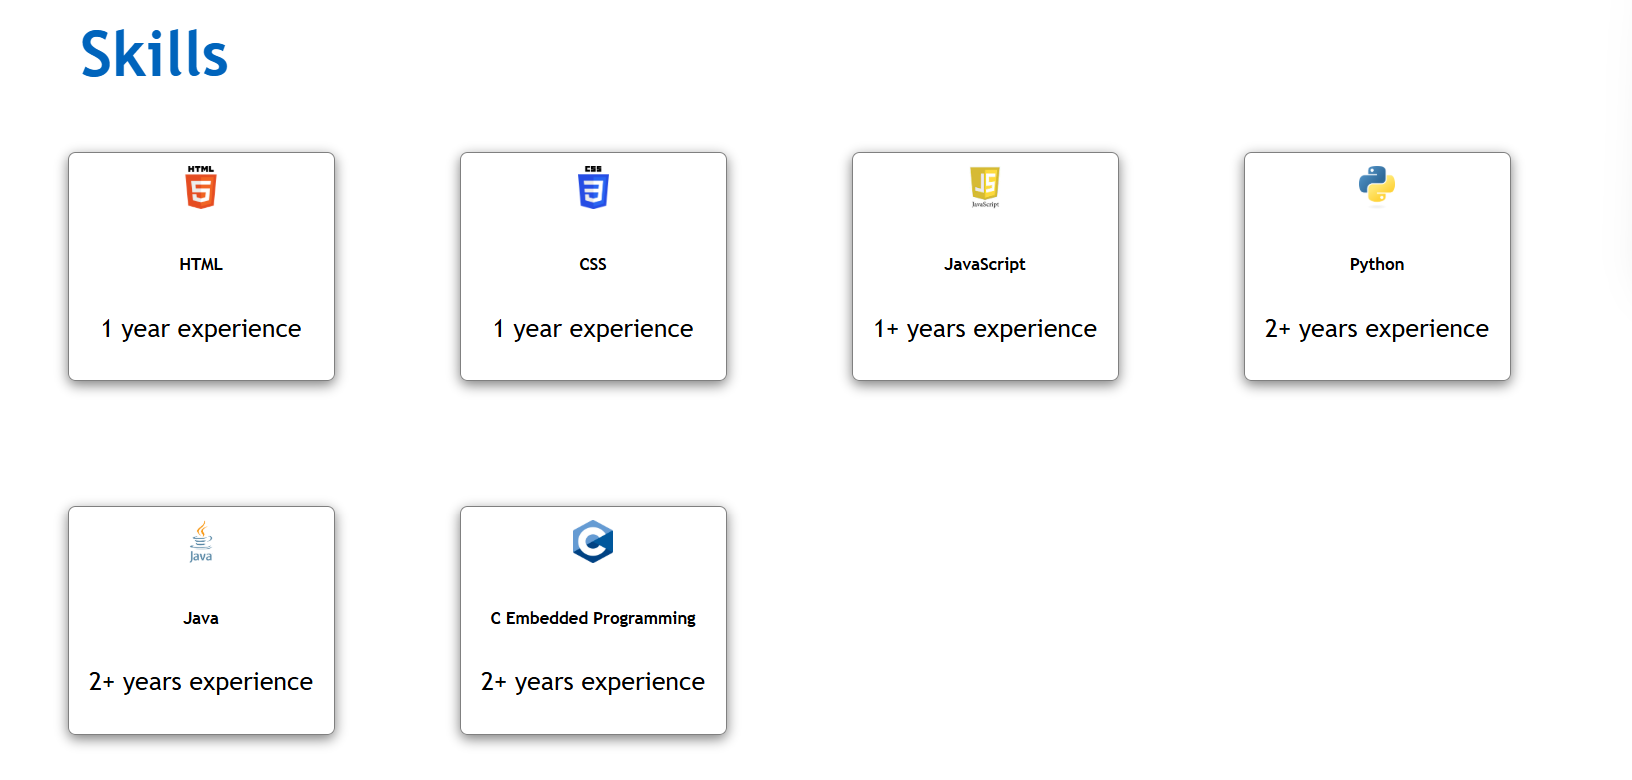 Skills
HTML
5
HTML
1 year experience
CSS
3
CSS
1 year experience
JS
JavaScript
JavaScript
1+ years experience
Python
2+ years experience
Java
Java
2+ years experience
C
C Embedded Programming
2+ years experience